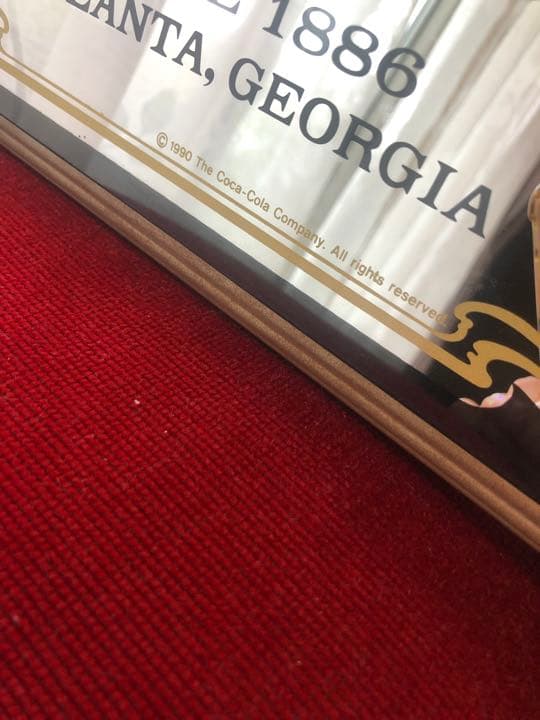 1886
GEORGIA
© 1990 The Coca-Cola Company. All rights reserved.